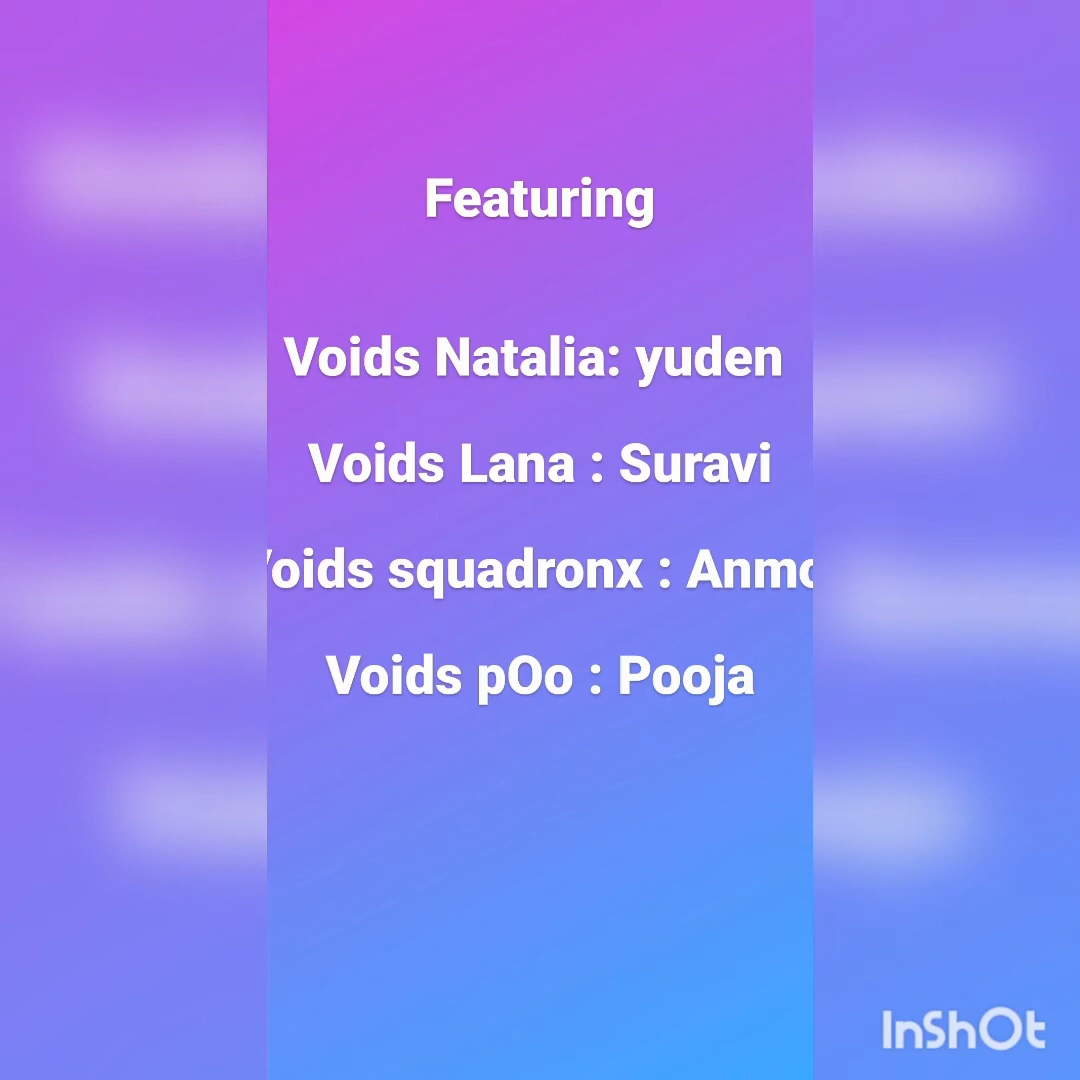 Featuring
Voids Natalia: yuden
Voids Lana : Suravi
squadronx :
Voids pOo : Pooja
InShOt